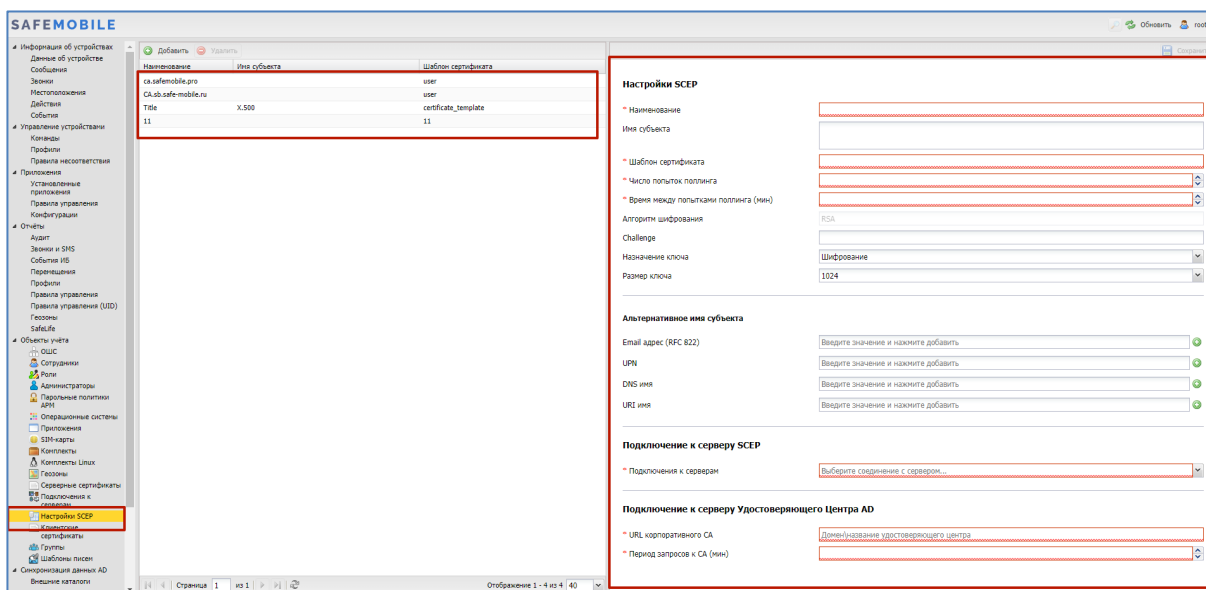 SAFEMOBILE
Обновить root
Информация об устройствах
Данные об устройстве
Сообщения
Звонки
Местоположения
Действия
События
Управление устройствами
Команды
Профили
Правила несоответствия
Приложения
Установленные
приложения
Правила управления
Конфигурации
Отчёты
Аудит
Звонки и SMS
События ИБ
Перемещения
Профили
Правила управления
Правила управления (UID)
Геозоны
SafeLife
Объекты учёта
ОШС
Сотрудники
Роли
Администраторы
Парольные политики
АРМ
Операционные системы
Приложения
SIM-карты
Комплекты
Комплекты Linux
Геозоны
Серверные сертификаты
Подключения к
серверам
Настройки SCEP
Клиентские
сертификаты
Группы
Шаблоны писем
Синхронизация данных AD
Внешние каталоги
Добавить Удалить
Наименование Имя субъекта Шаблон сертификата
ca.safemobile.pro user
CA.sb.safe-mobile.ru user
Title X.500 certificate_template
11 11
Страница 1 из 1 Отображение 1 - 4 из 4 40
Сохранить
Настройки SCEP
* Наименование
Имя субъекта
* Шаблон сертификата
* Число попыток поллинга
* Время между попытками поллинга (мин)
Алгоритм шифрования RSA
Challenge
Назначение ключа Шифрование
Размер ключа 1024
Альтернативное имя субъекта
Email адрес (RFC 822) Введите значение и нажмите добавить
UPN Введите значение и нажмите добавить
DNS имя Введите значение и нажмите добавить
URI имя Введите значение и нажмите добавить
Подключение к серверу SCEP
* Подключения к серверам Выберите соединение с сервером...
Подключение к серверу Удостоверяющего Центра AD
* URL корпоративного CA Домен\название удостоверяющего центра
* Период запросов к CA (мин)